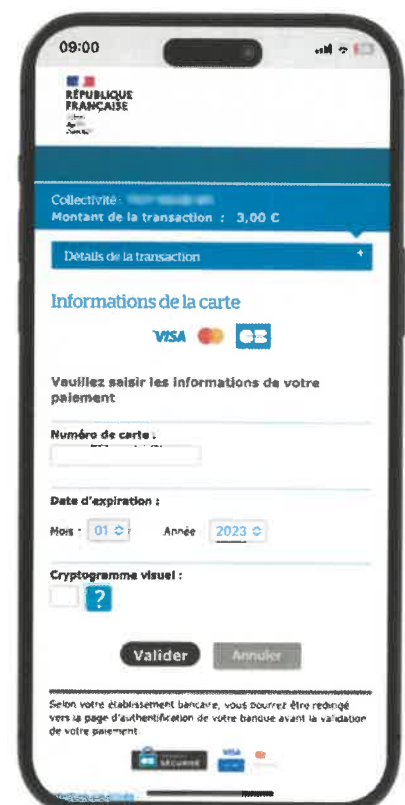 09:00
RÉPUBLIQUE
FRANÇAISE
Collectivité :
Montant de la transaction : 3,00 €
Détails de la transaction +
Informations de la carte
VISA
CB
Veuillez saisir les informations de votre
paiement
Numéro de carte :
Date d'expiration :
Mois : 01 Année 2023
Cryptogramme visuel :
?
Valider Annuler
Selon votre établissement bancaire, vous pourrez être redirigé
vers la page d'authentification de votre banque avant la validation
de votre paiement
SÉCURISÉ VISA